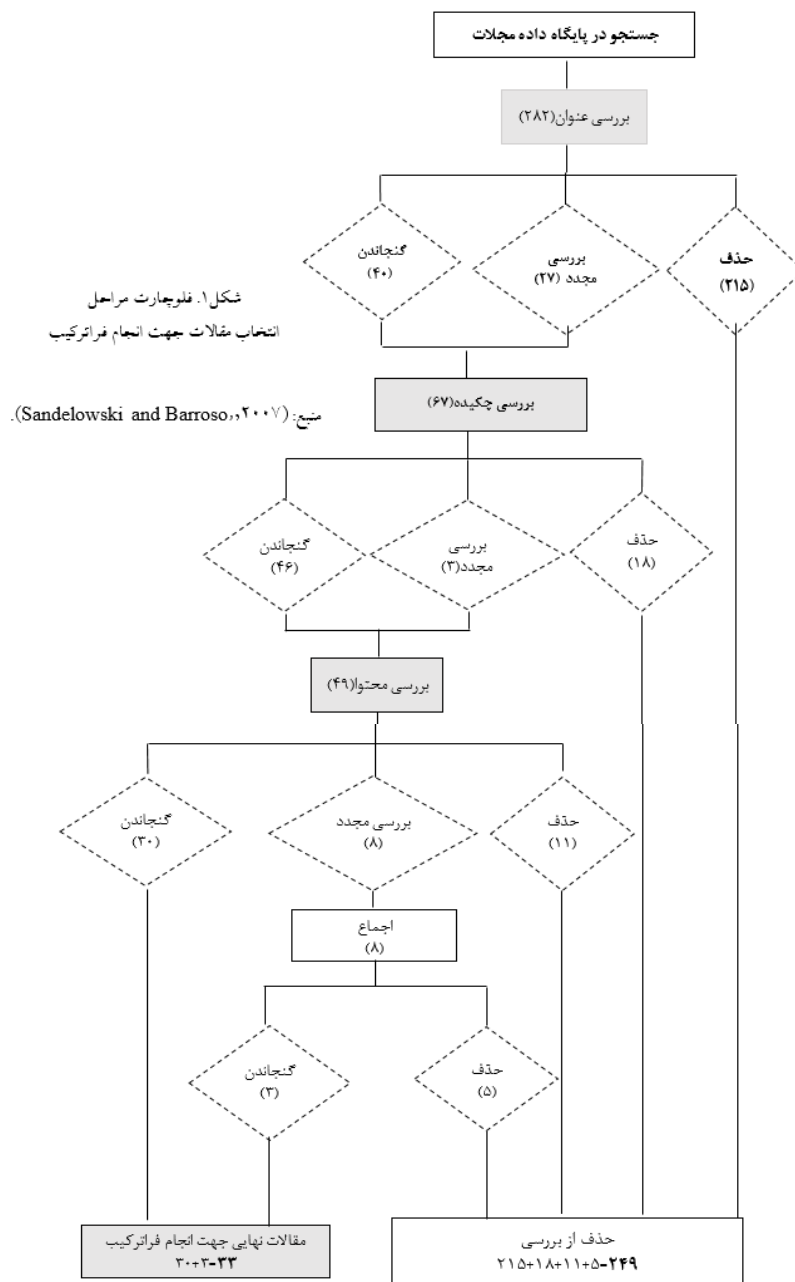 جستجو در پایگاه داده مجلات
بررسی عنوان(۲۸۲)
حذف
(۲۱۵)
بررسی
مجدد (۲۷)
گنجاندن
(۴۰)
شکل۱. فلوچارت مراحل
انتخاب مقالات جهت انجام فراترکیب
منبع: (Sandelowski and Barroso,,۲۰۰۷).
بررسی چکیده(۶۷)
حذف
(۱۸)
بررسی
مجدد(۳)
گنجاندن
(۴۶)
بررسی محتوا(۴۹)
حذف
(۱۱)
بررسی مجدد
(۸)
گنجاندن
(۳۰)
اجماع
(۸)
حذف
(۵)
گنجاندن
(۳)
حذف از بررسی
۲۱۵+۱۸+۱۱+۵-۲۴۹
مقالات نهایی جهت انجام فراترکیب
۳۰+۳-۳۳